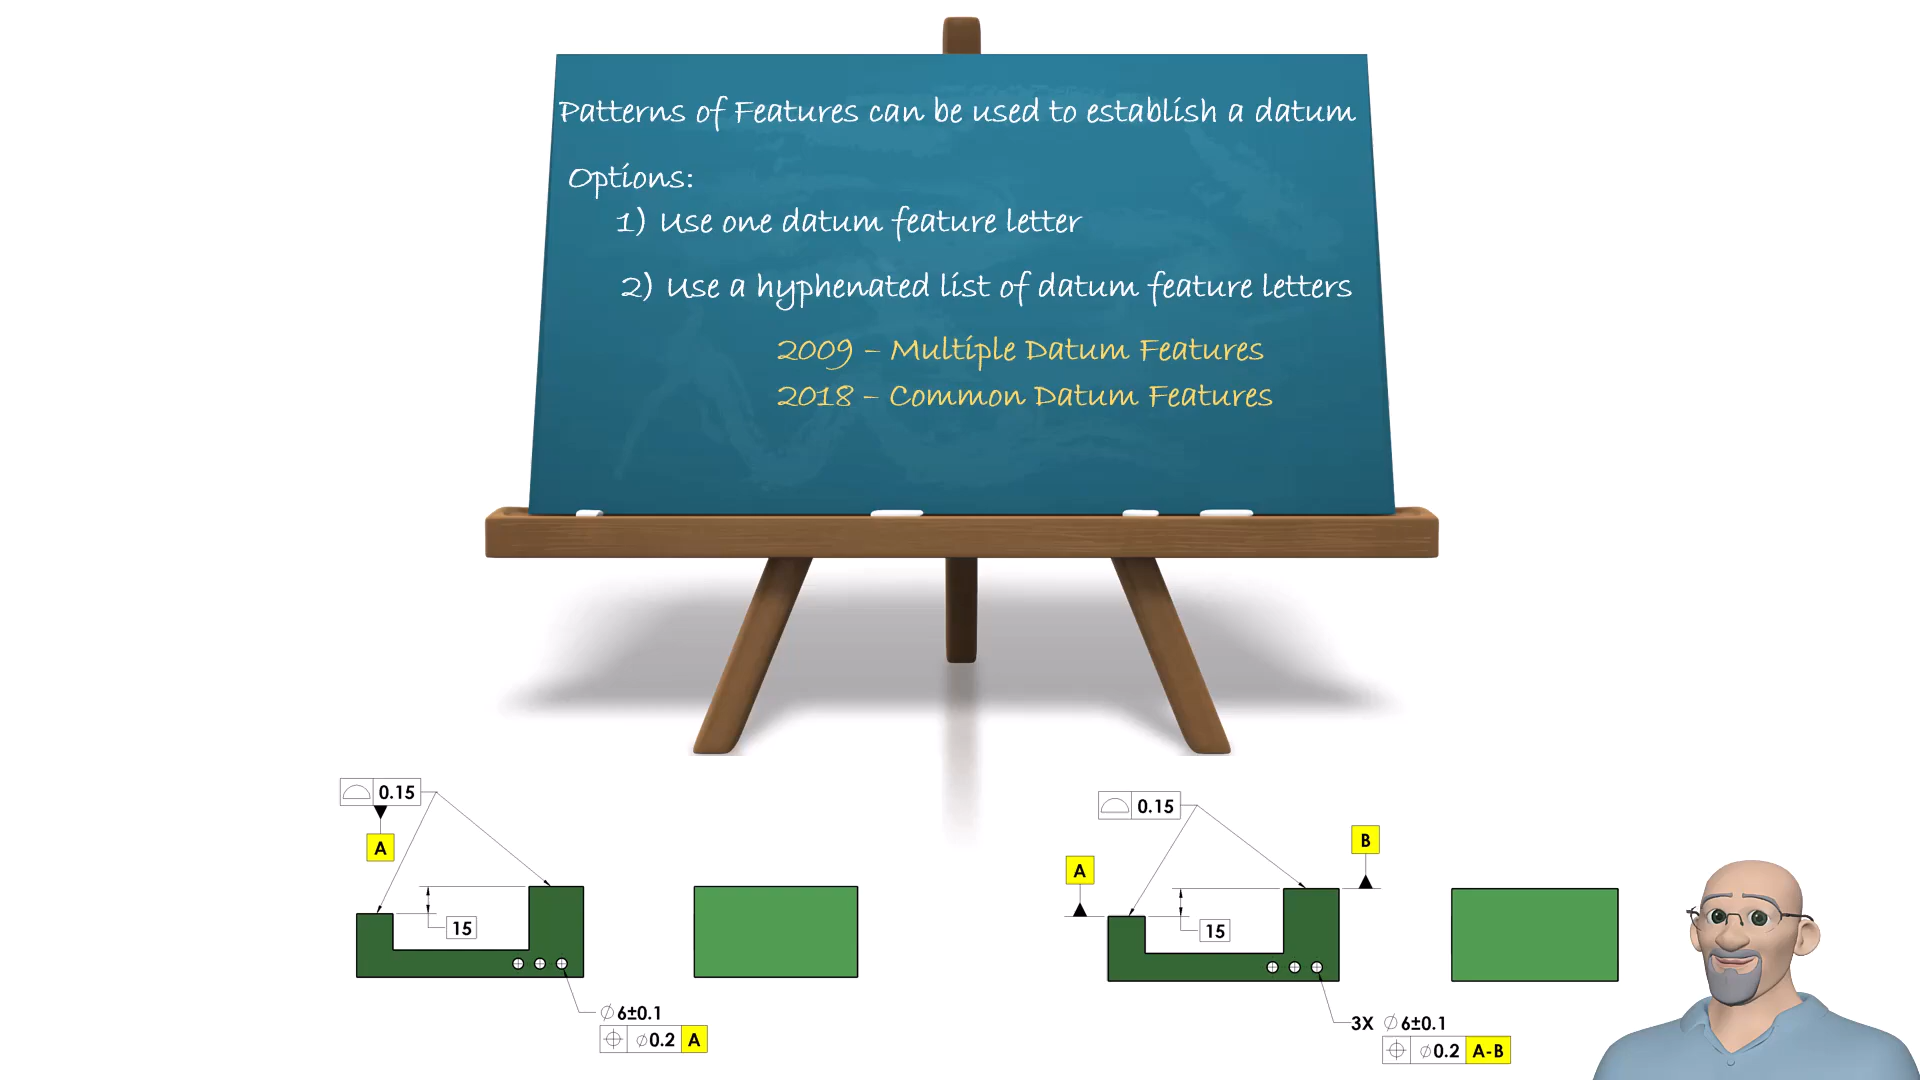 Patterns of Features can be used to establish a datum
Options:
1) Use one datum feature letter
2) Use a hyphenated list of datum feature letters
2009 – Multiple Datum Features
2018 – Common Datum Features
0.15
A
15
∅6±0.1
∅0.2 A
0.15
A
B
15
3X ∅6±0.1
∅0.2 A-B